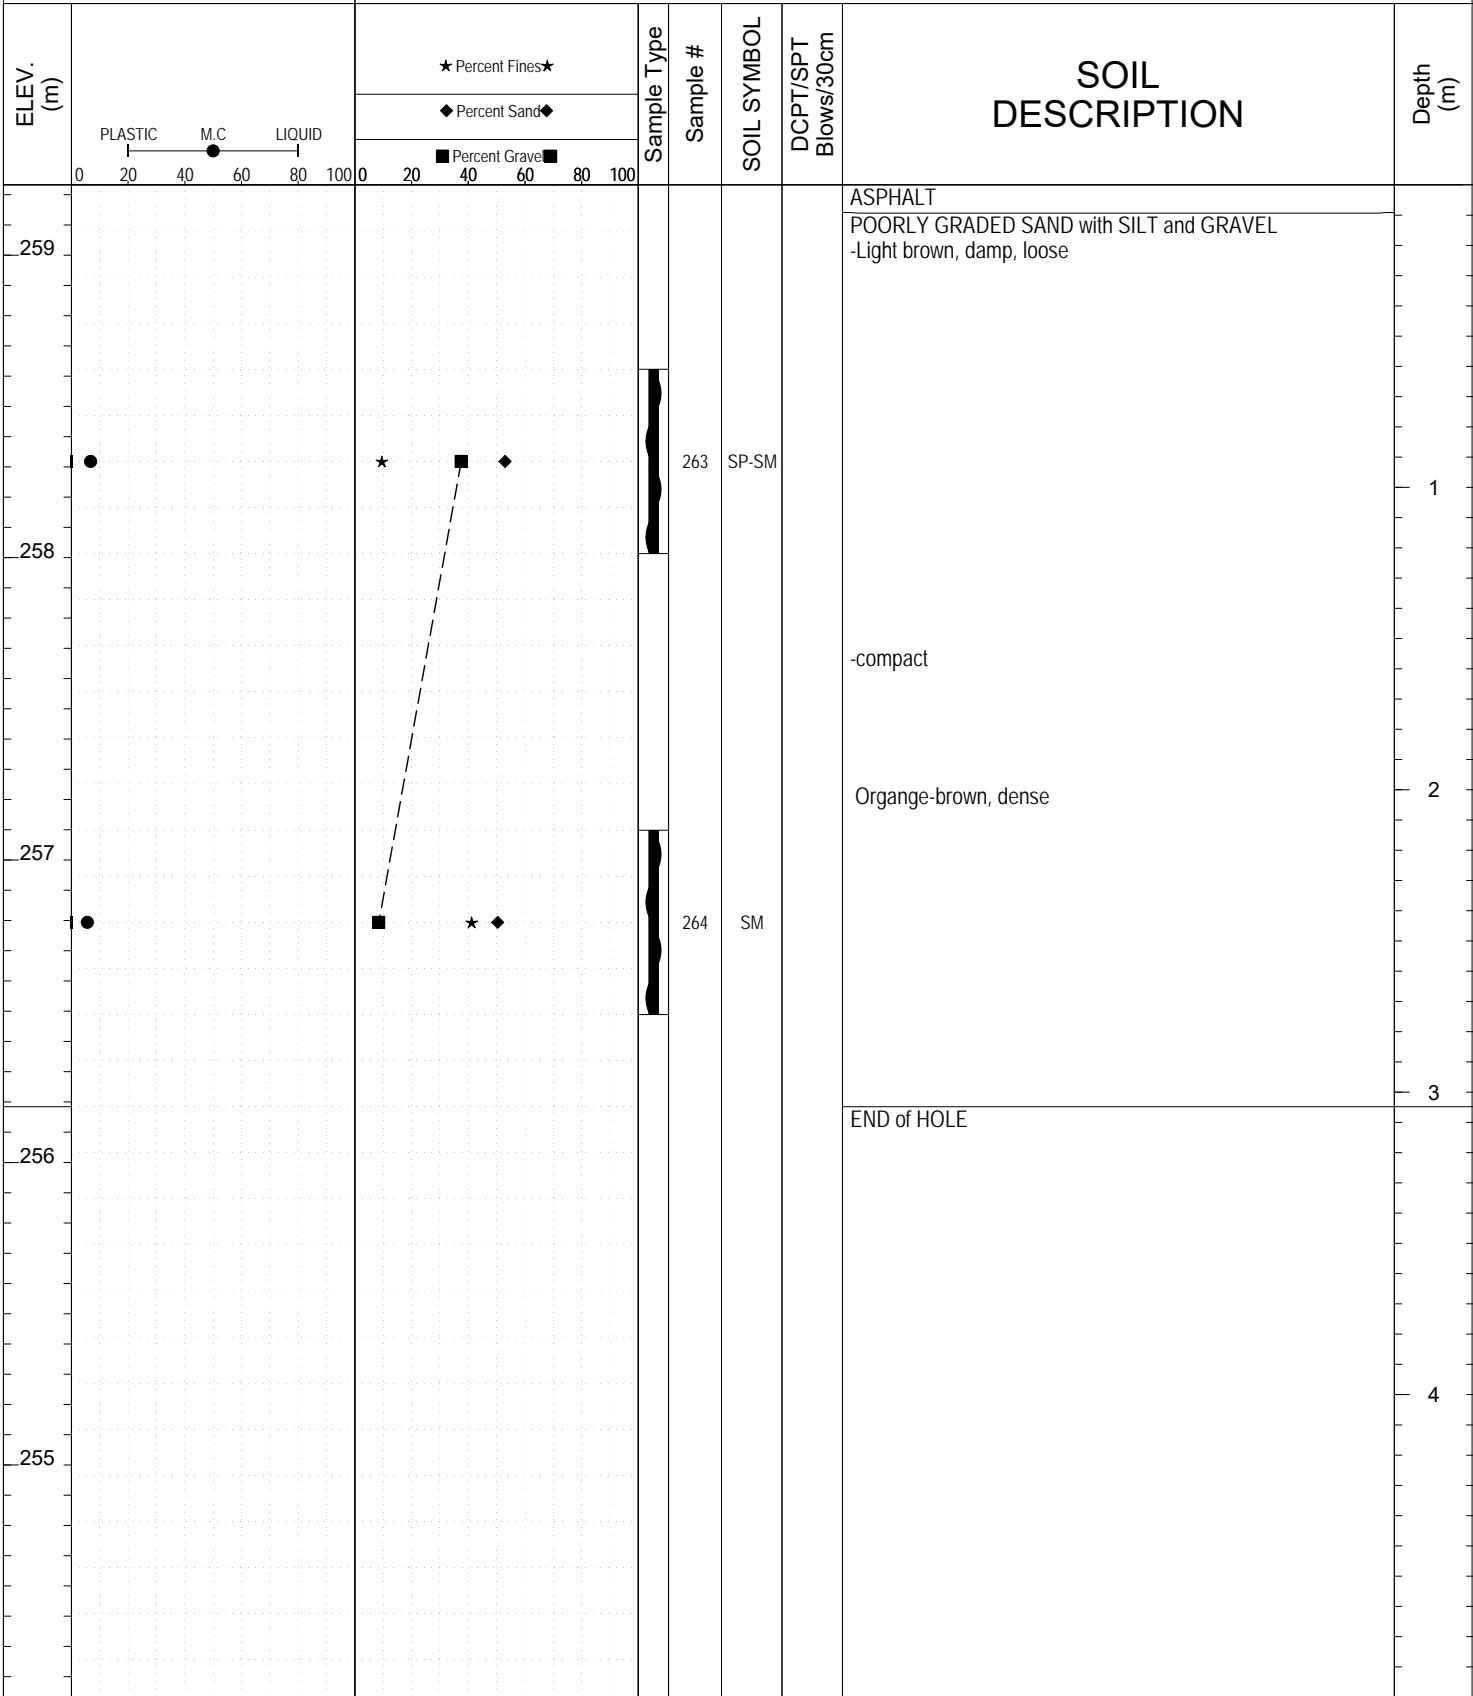 ELEV.
(m)
PLASTIC M.C LIQUID
0 20 40 60 80 100
★ Percent Fines ★
◆ Percent Sand ◆
■ Percent Gravel ■
0 20 40 60 80 100
Sample Type
Sample #
SOIL SYMBOL
DCPT/SPT
Blows/30cm
SOIL
DESCRIPTION
Depth
(m)
ASPHALT
POORLY GRADED SAND with SILT and GRAVEL
259
-Light brown, damp, loose
263 SP-SM
1
258
-compact
2
Organge-brown, dense
257
264 SM
3
END of HOLE
256
4
255